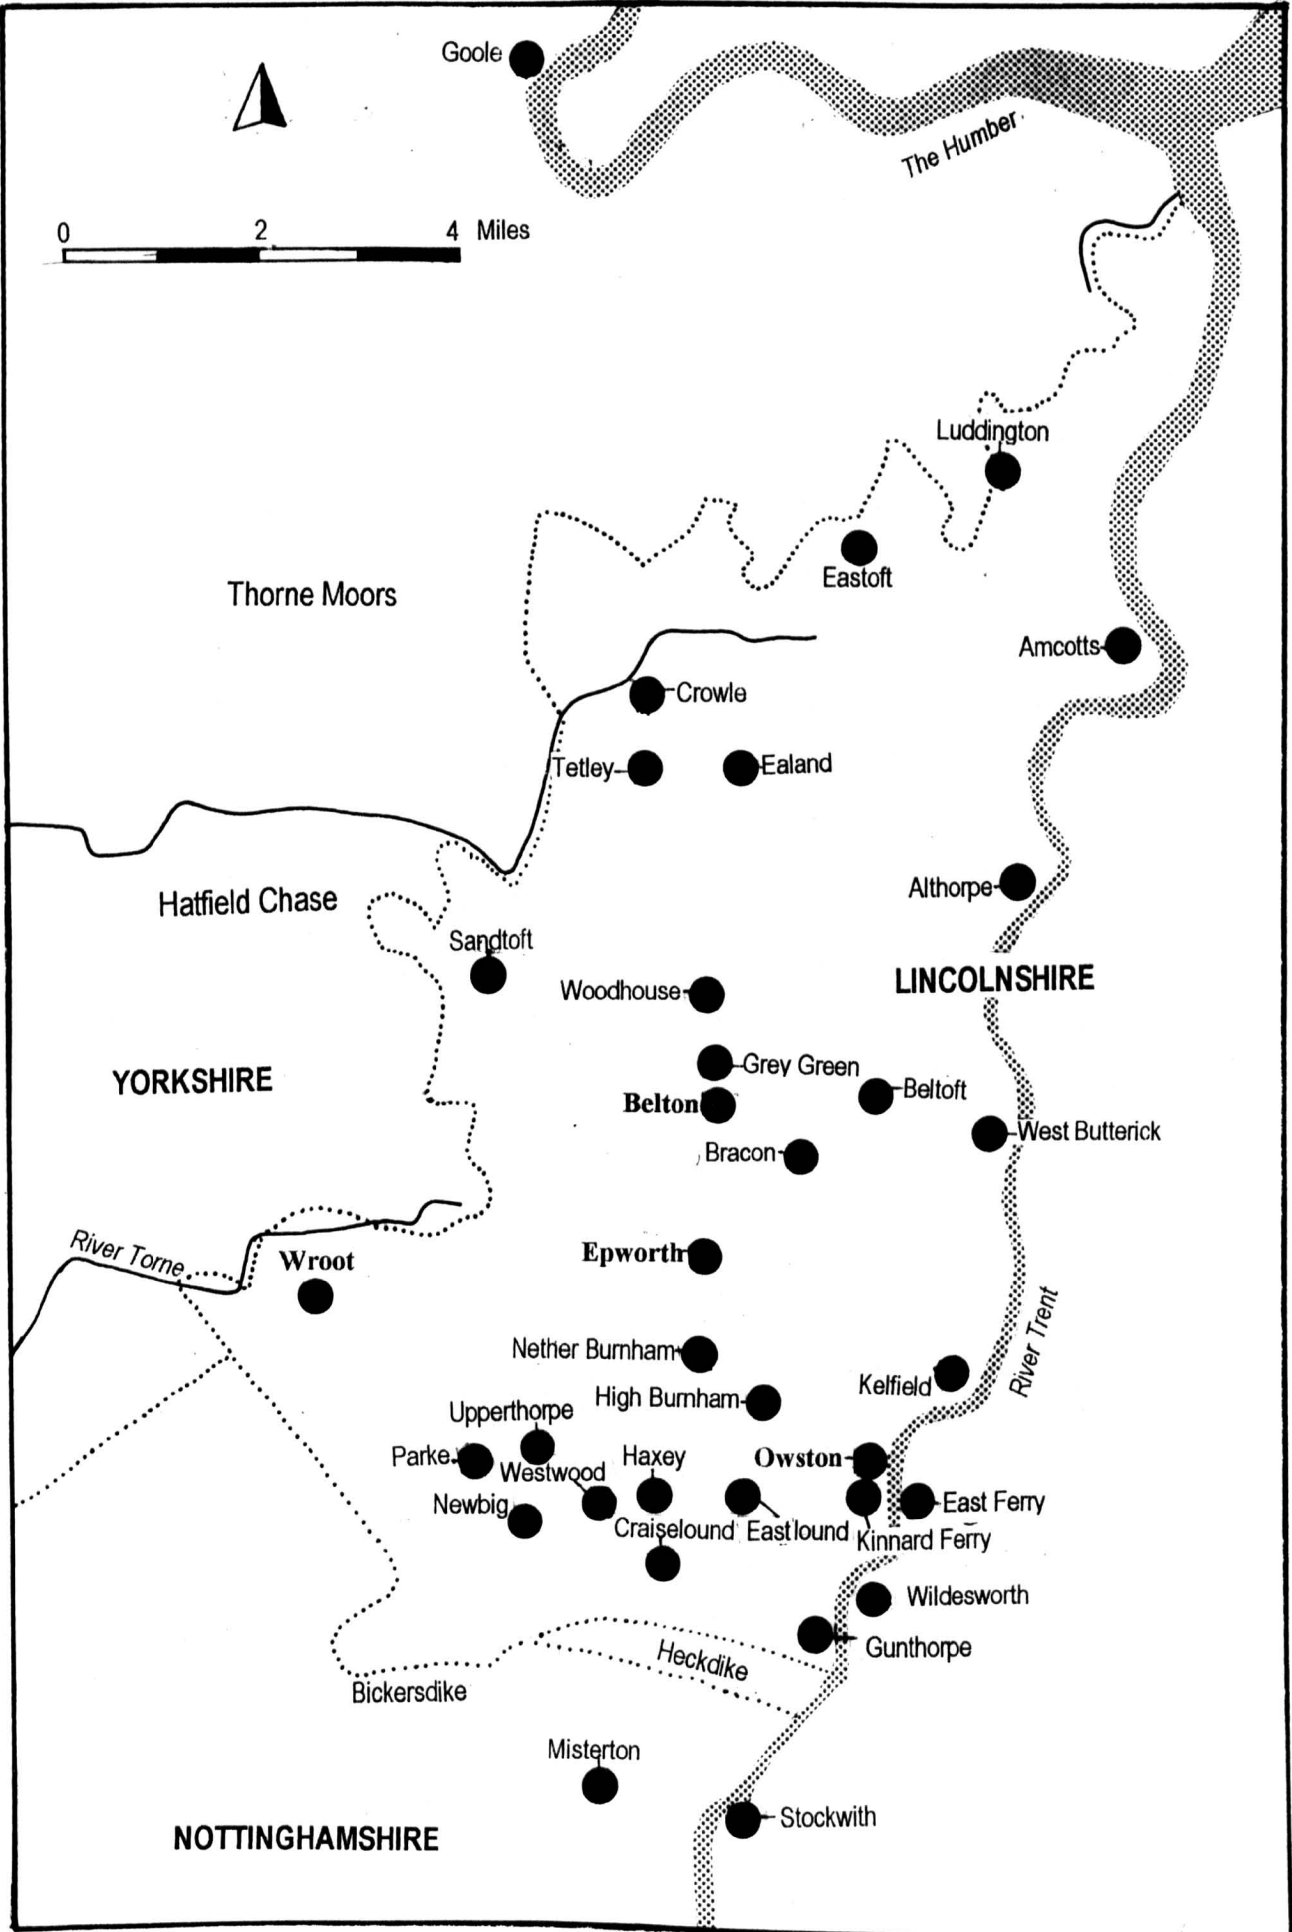 Goole
The Humber
0 2 4 Miles
Luddington
Eastoft
Thorne Moors
Amcotts
Crowle
Tetley
Ealand
Althorpe
Hatfield Chase
Sandtoft
LINCOLNSHIRE
Woodhouse
Grey Green
YORKSHIRE
Beltoft
Belton
West Butterick
Bracon
River Torne
Wroot
Epworth
River Trent
Nether Burnham
Kelfield
High Burnham
Upperthorpe
Parke
Haxey
Owston
Westwood
Newbig
East Ferry
Craiselound
Eastlound
Kinnard Ferry
Wildesworth
Gunthorpe
Heckdike
Bickersdike
Misterton
Stockwith
NOTTINGHAMSHIRE